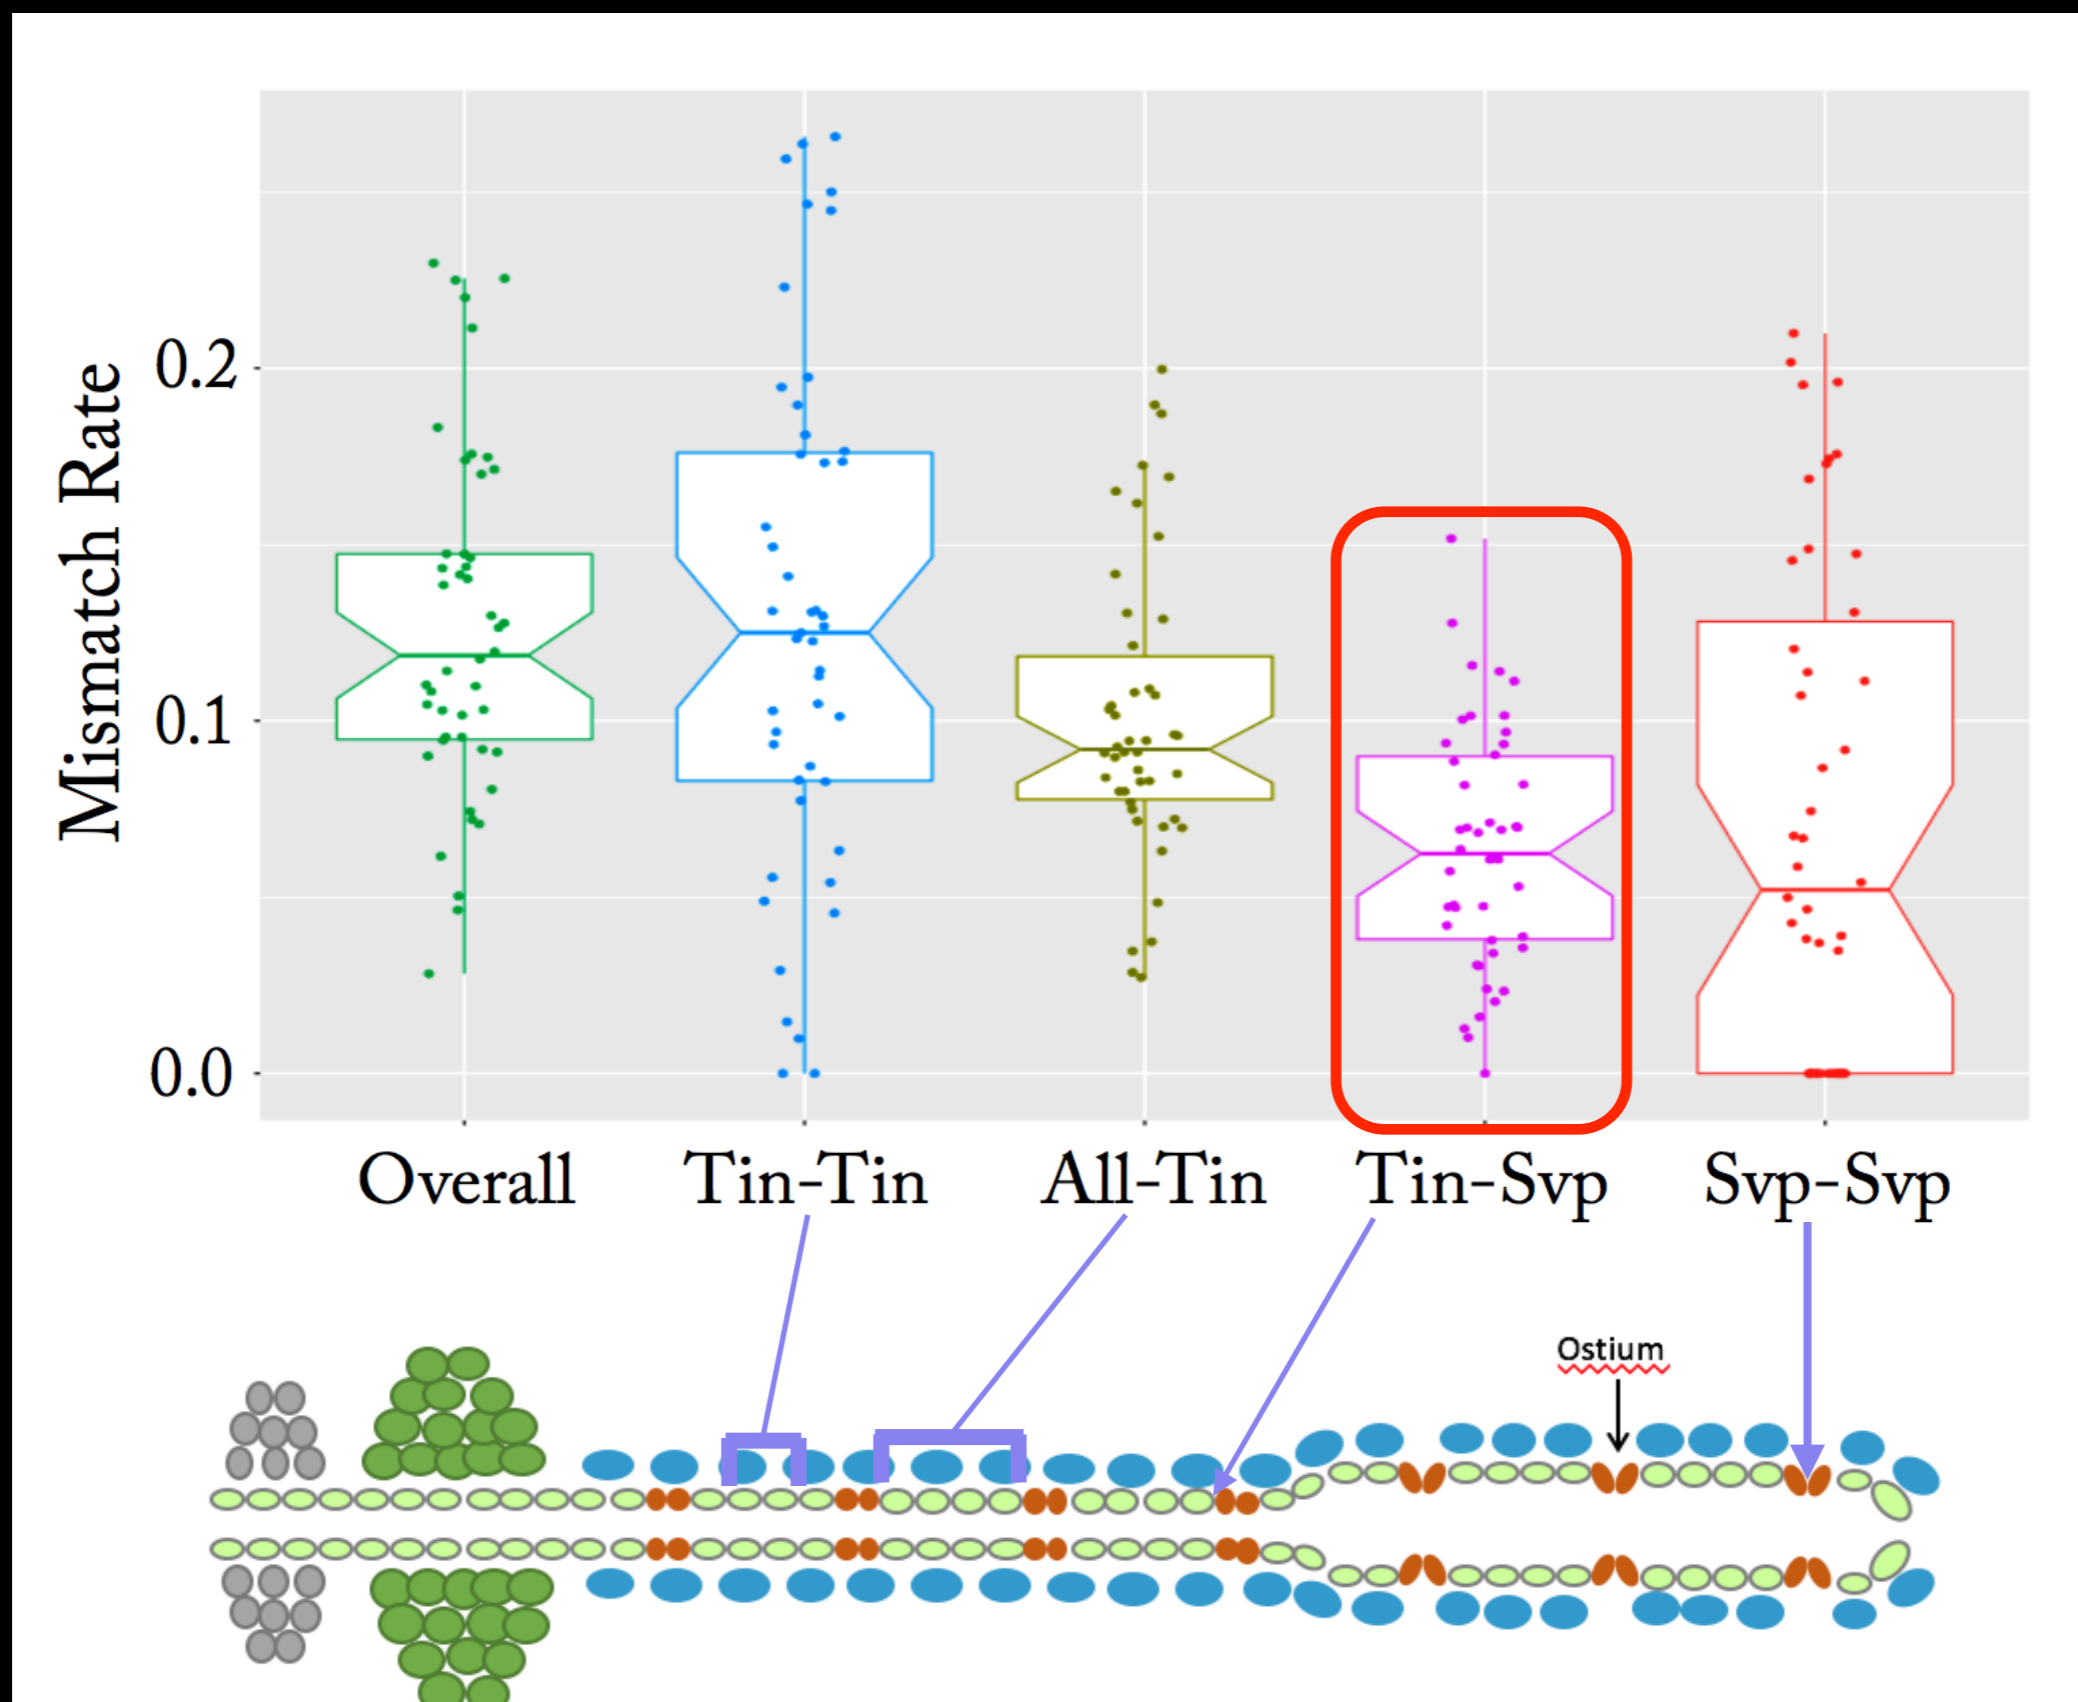 Mismatch Rate
0.2
0.1
0.0
Overall Tin-Tin All-Tin Tin-Svp Svp-Svp
Ostium